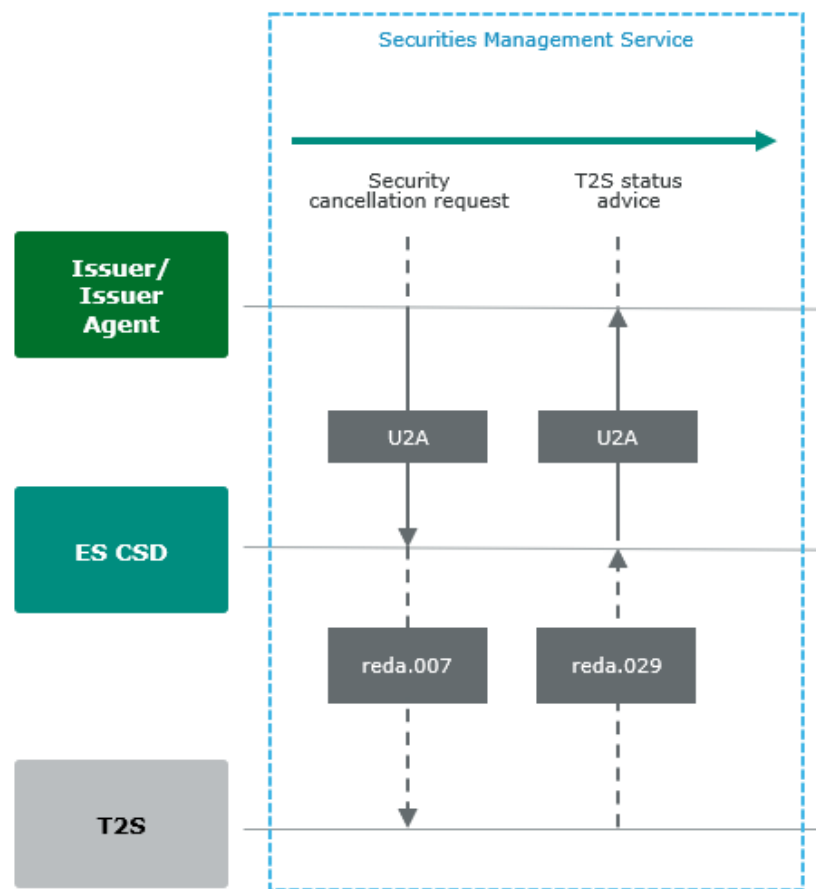 Securities Management Service
Security
cancellation request
T2S status
advice
Issuer/
Issuer
Agent
U2A
U2A
ES CSD
reda.007
reda.029
T2S